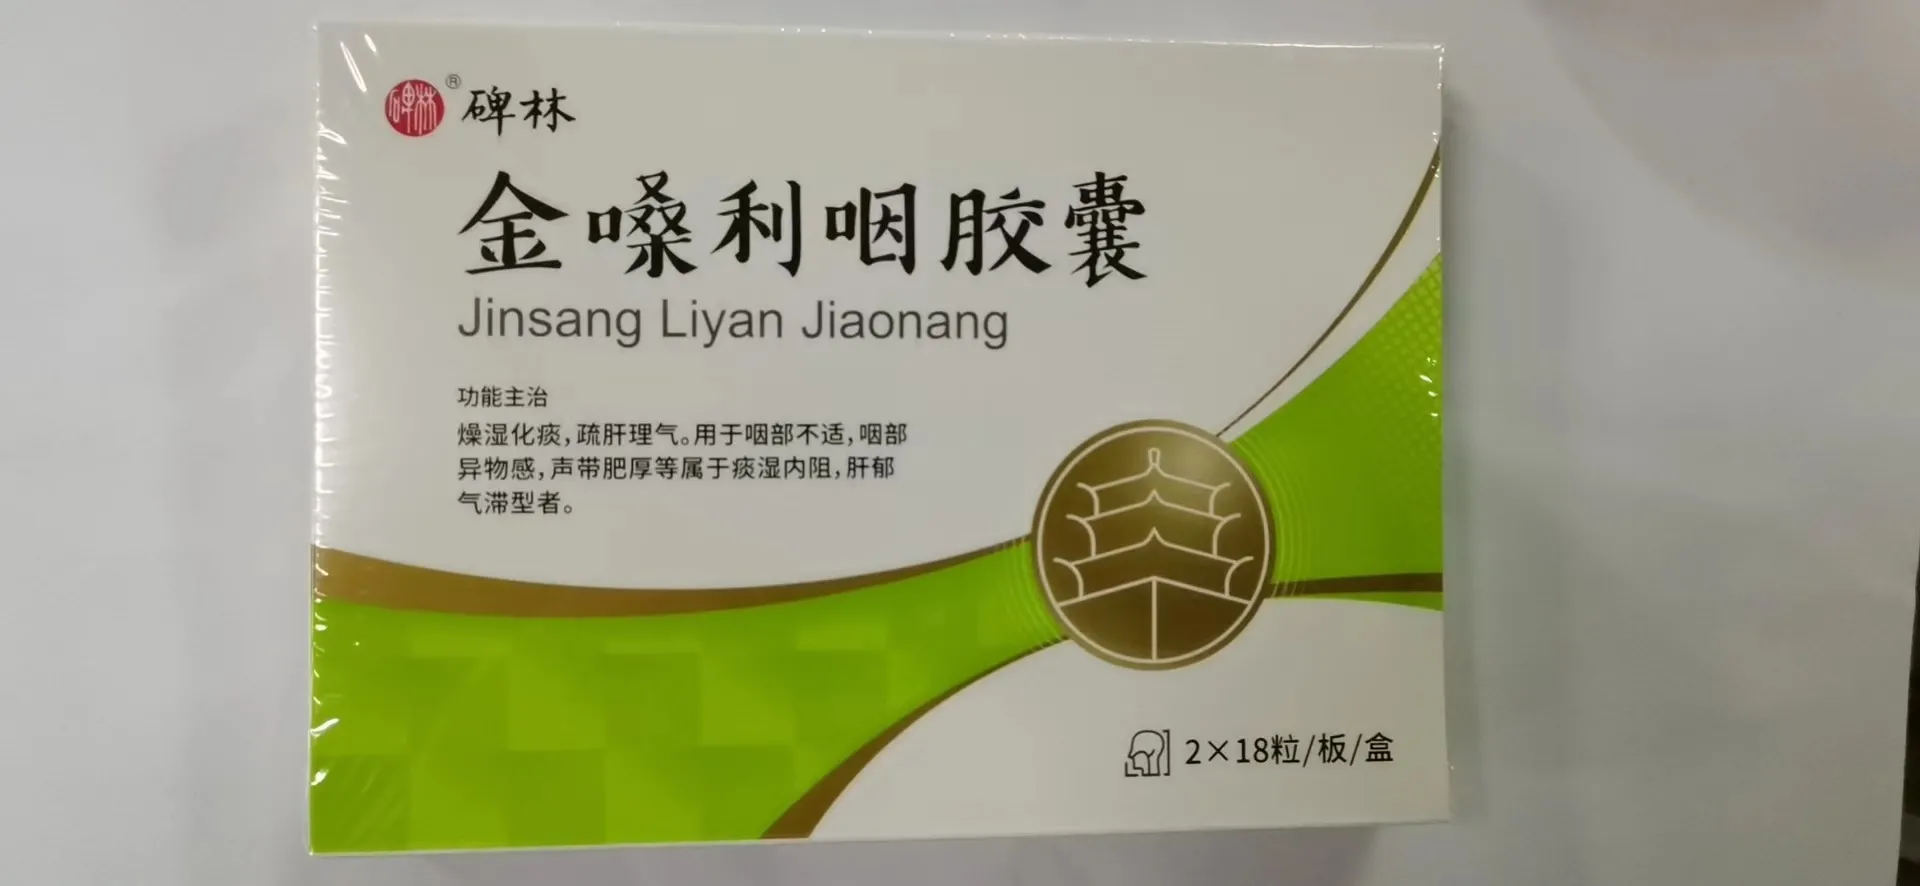 碑林® 碑林
金嗓利咽胶囊
Jinsang Liyan Jiaonang
功能主治
燥湿化痰,疏肝理气。用于咽部不适,咽部
异物感,声带肥厚等属于痰湿内阻,肝郁
气滞型者。
2×18粒/板/盒